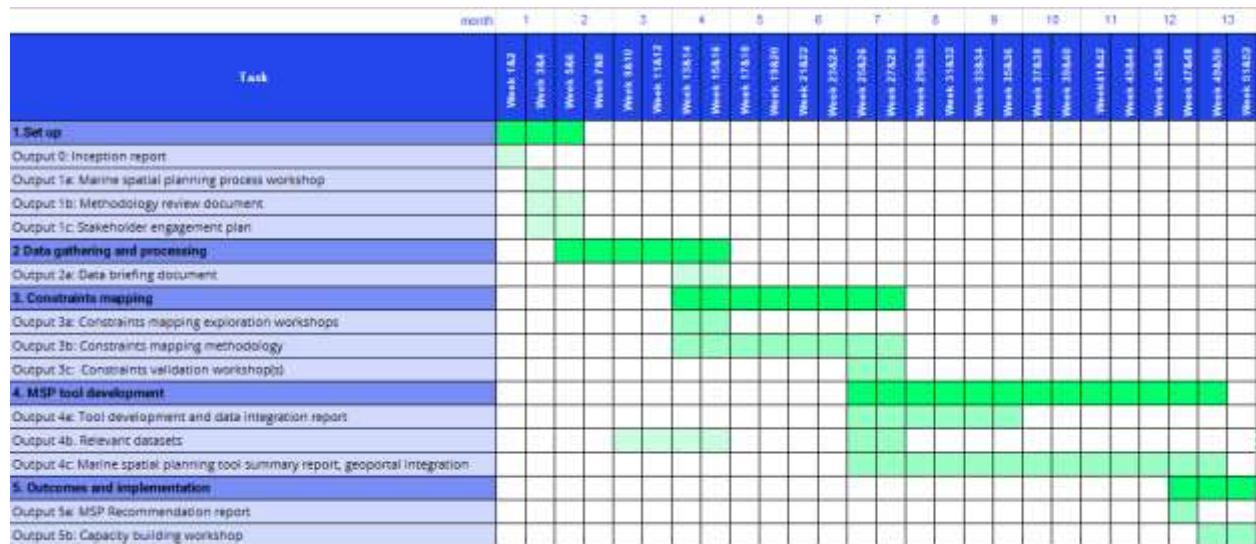 month 1 2 3 4 5 6 7 8 9 10 11 12 13
Task Week 1&2 Week 3&4 Week 5&6 Week 7&8 Week 9&10 Week 11&12 Week 13&14 Week 15&16 Week 17&18 Week 19&20 Week 21&22 Week 23&24 Week 25&26 Week 27&28 Week 29&30 Week 31&32 Week 33&34 Week 35&36 Week 37&38 Week 39&40 Week41&42 Week 43&44 Week 45&46 Week 47&48 Week 49&50 Week 51&52
1.Set up
Output 0: Inception report
Output 1a: Marine spatial planning process workshop
Output 1b: Methodology review document
Output 1c: Stakeholder engagement plan
2 Data gathering and processing
Output 2a: Data briefing document
3. Constraints mapping
Output 3a: Constraints mapping exploration workshops
Output 3b: Constraints mapping methodology
Output 3c: Constraints validation workshop(s)
4. MSP tool development
Output 4a: Tool development and data integration report
Output 4b. Relevant datasets
Output 4c: Marine spatial planning tool summary report, geoportal integration
5. Outcomes and implementation
Output 5a: MSP Recommendation report
Output 5b: Capacity building workshop